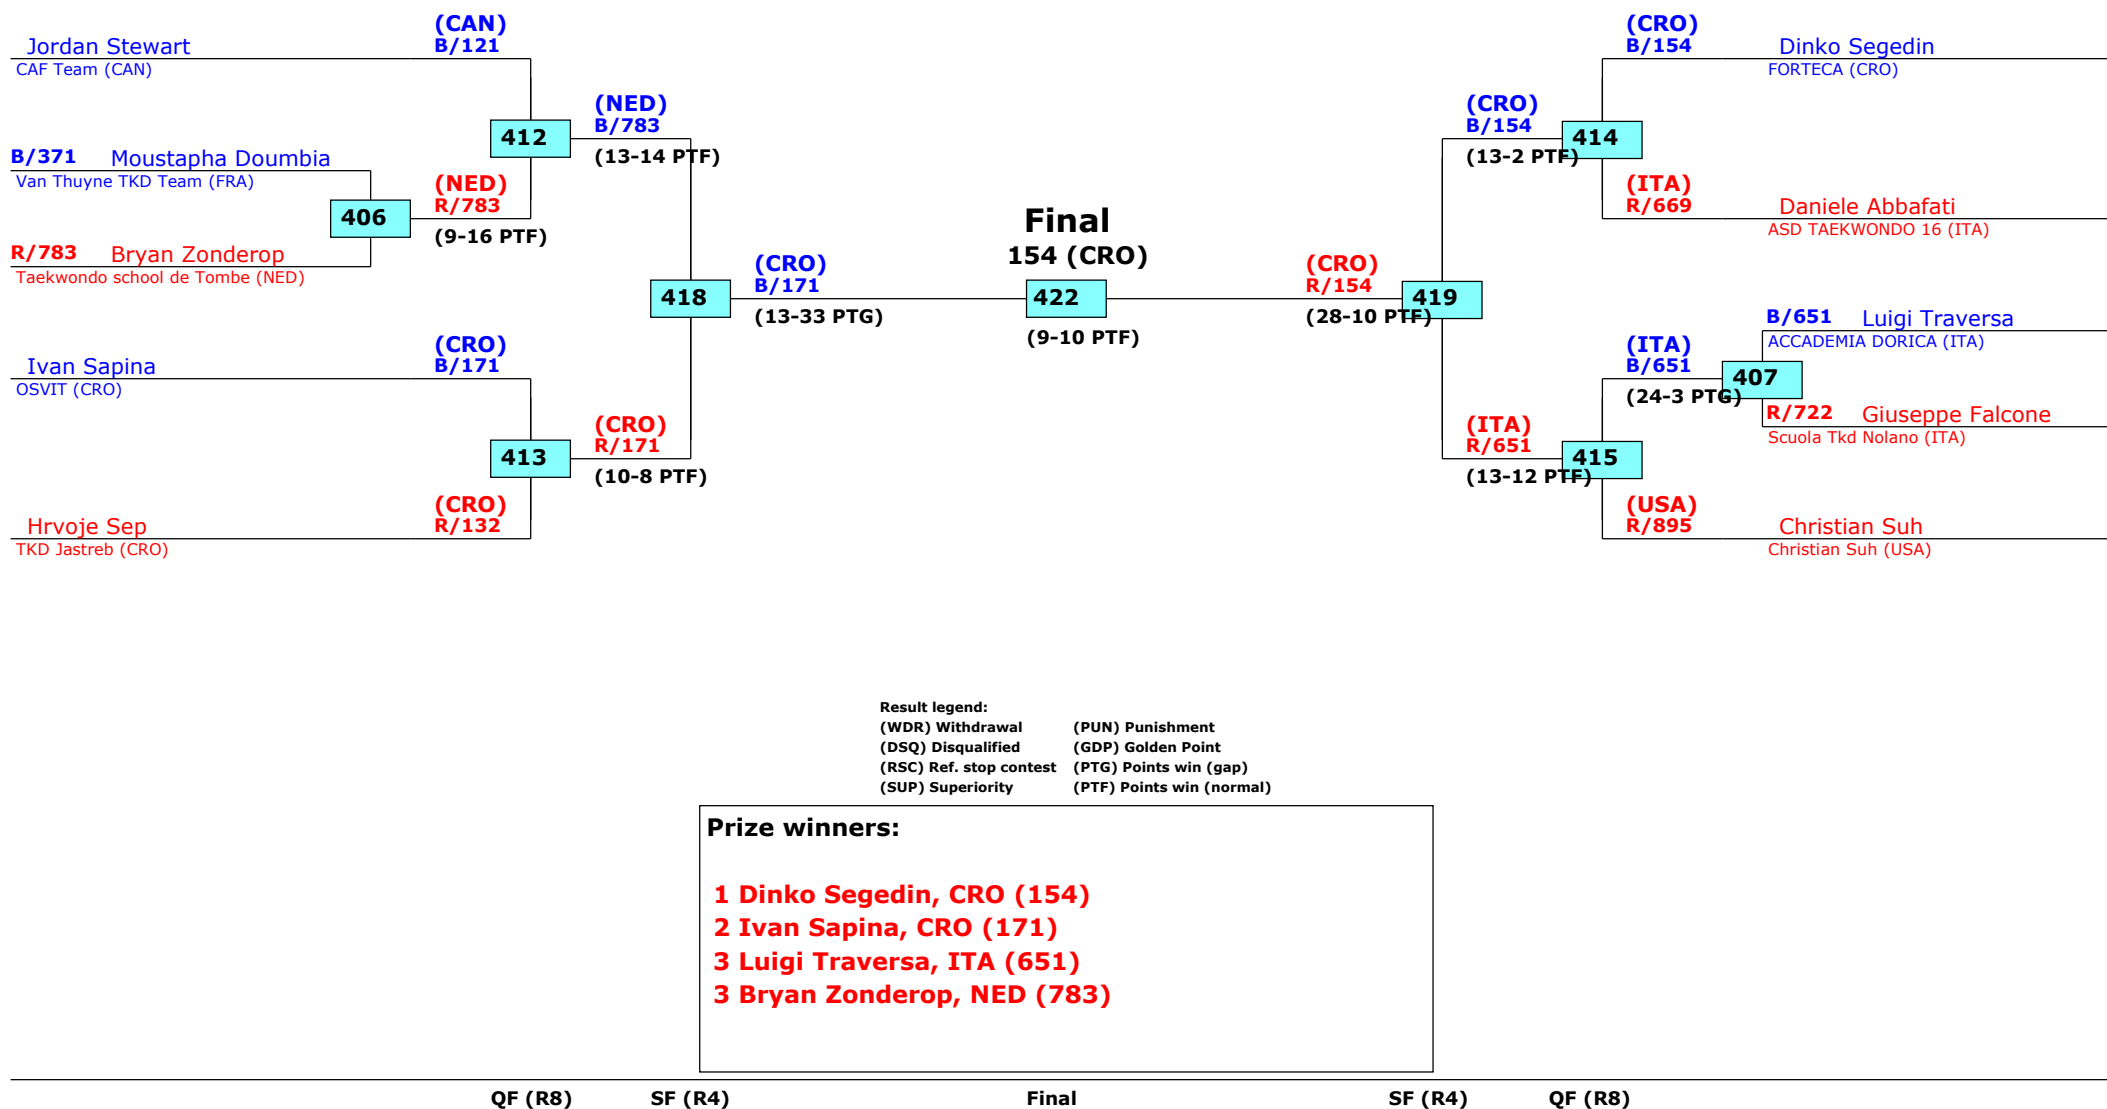 (CAN)
B/121
Jordan Stewart
CAF Team (CAN)
B/371 Moustapha Doumbia
Van Thuyne TKD Team (FRA)
412
(NED)
B/783
(13-14 PTF)
406
(NED)
R/783
(9-16 PTF)
R/783 Bryan Zonderop
Taekwondo school de Tombe (NED)
418
(CRO)
B/171
(13-33 PTG)
(CRO)
B/171
Ivan Sapina
OSVIT (CRO)
413
(CRO)
R/171
(10-8 PTF)
(CRO)
R/132
Hrvoje Sep
TKD Jastreb (CRO)
Final
154 (CRO)
422
(9-10 PTF)
(CRO)
B/154
Dinko Segedin
FORTECA (CRO)
(CRO)
B/154
(13-2 PTF)
414
(ITA)
R/669
Daniele Abbafati
ASD TAEKWONDO 16 (ITA)
(CRO)
R/154
(28-10 PTF)
419
B/651 Luigi Traversa
ACCADEMIA DORICA (ITA)
(ITA)
B/651
(24-3 PTG)
407
R/722 Giuseppe Falcone
Scuola Tkd Nolano (ITA)
(ITA)
R/651
(13-12 PTF)
415
(USA)
R/895
Christian Suh
Christian Suh (USA)
Result legend:
(WDR) Withdrawal (PUN) Punishment
(DSQ) Disqualified (GDP) Golden Point
(RSC) Ref. stop contest (PTG) Points win (gap)
(SUP) Superiority (PTF) Points win (normal)
Prize winners:
1 Dinko Segedin, CRO (154)
2 Ivan Sapina, CRO (171)
3 Luigi Traversa, ITA (651)
3 Bryan Zonderop, NED (783)
QF (R8) SF (R4) Final SF (R4) QF (R8)